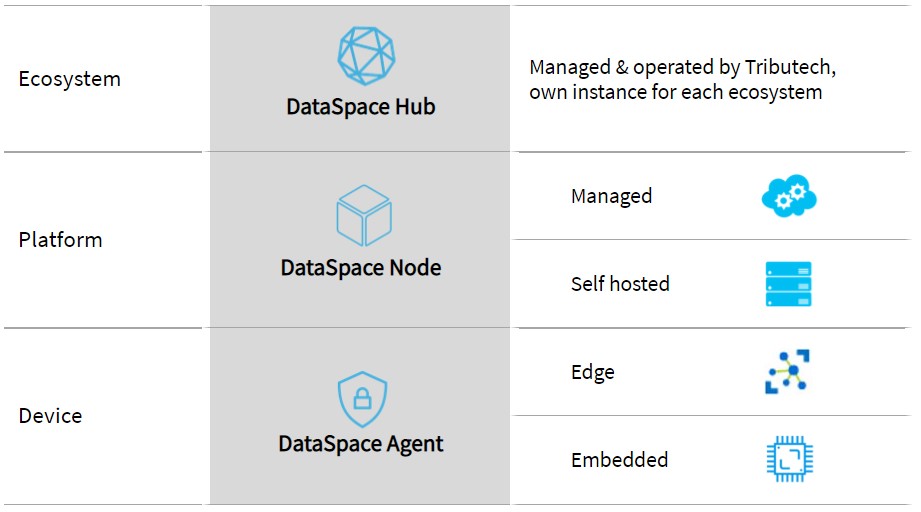 Ecosystem
DataSpace Hub
Managed & operated by Tributech,
own instance for each ecosystem
Platform
DataSpace Node
Managed
Self hosted
Device
DataSpace Agent
Edge
Embedded